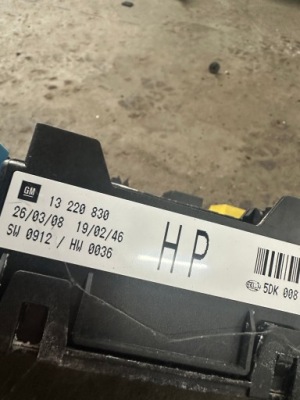 GM 13 220 830
26/03/08 19/02/46
SW 0912 / HW 0036
HP
5DK 008